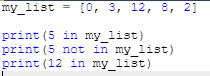 my_list = [0, 3, 12, 8, 2]
print(5 in my_list)
print(5 not in my_list)
print(12 in my_list)